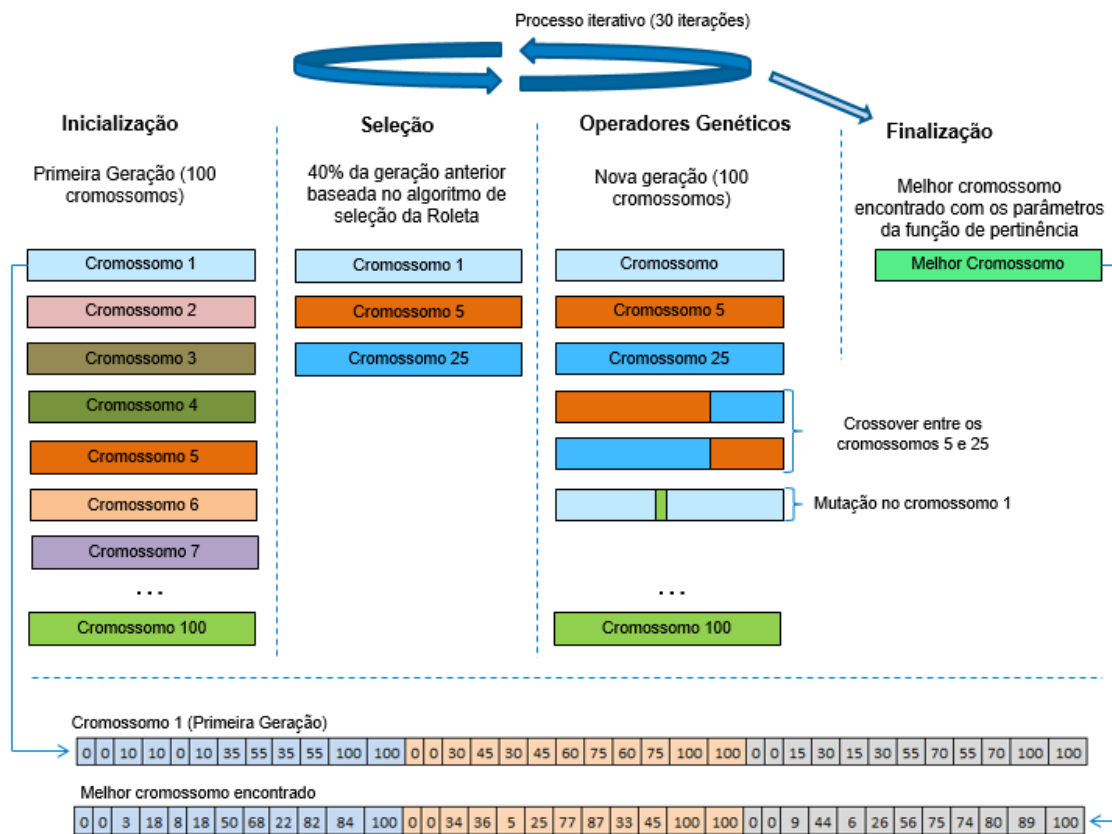 Processo iterativo (30 iterações)
Inicialização
Primeira Geração (100
cromossomos)
Cromossomo 1
Cromossomo 2
Cromossomo 3
Cromossomo 4
Cromossomo 5
Cromossomo 6
Cromossomo 7
...
Cromossomo 100
Seleção
40% da geração anterior
baseada no algoritmo de
seleção da Roleta
Cromossomo 1
Cromossomo 5
Cromossomo 25
Operadores Genéticos
Nova geração (100
cromossomos)
Cromossomo
Cromossomo 5
Cromossomo 25
Crossover entre os
cromossomos 5 e 25
Mutação no cromossomo 1
...
Cromossomo 100
Finalização
Melhor cromossomo
encontrado com os parâmetros
da função de pertinência
Melhor Cromossomo
Cromossomo 1 (Primeira Geração)
0 0 10 10 0 10 35 55 35 55 100 100 0 0 30 45 30 45 60 75 60 75 100 100 0 0 15 30 15 30 55 70 55 70 100 100
Melhor cromossomo encontrado
0 0 3 18 8 18 50 68 22 82 84 100 0 0 34 36 5 25 77 87 33 45 100 100 0 0 9 44 6 26 56 75 74 80 89 100